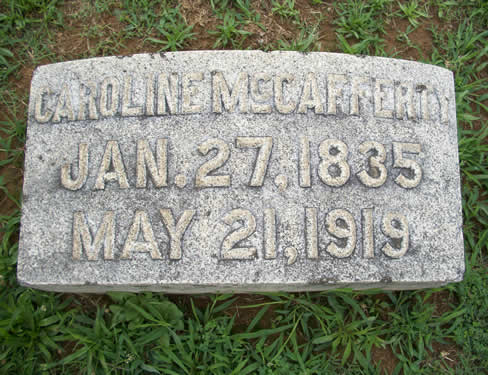 CAROLINE McCAFFERTY
JAN. 27, 1835
MAY 21, 1919